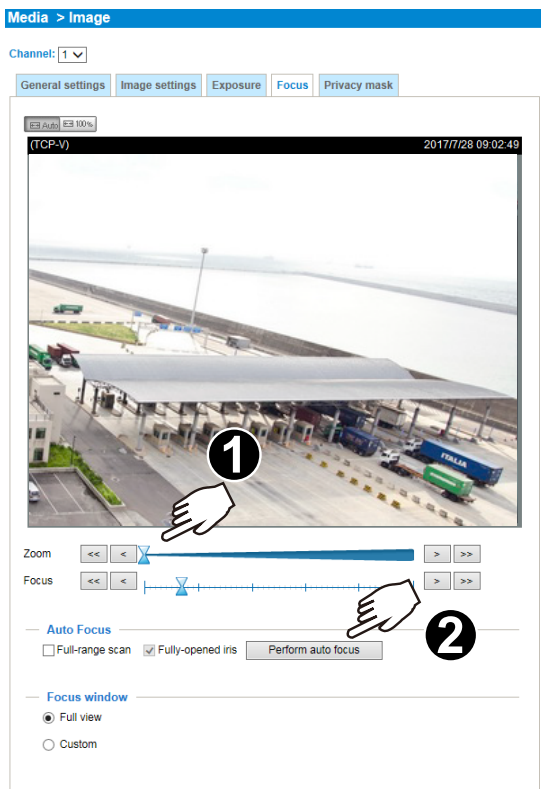 Media > Image
Channel: 1
General settings Image settings Exposure Focus Privacy mask
Auto 100%
(TCP-V) 2017/7/28 09:02:49
ITALIA
1
Zoom << < > >>
Focus << < > >>
2
Auto Focus
Full-range scan Fully-opened iris Perform auto focus
Focus window
Full view
Custom